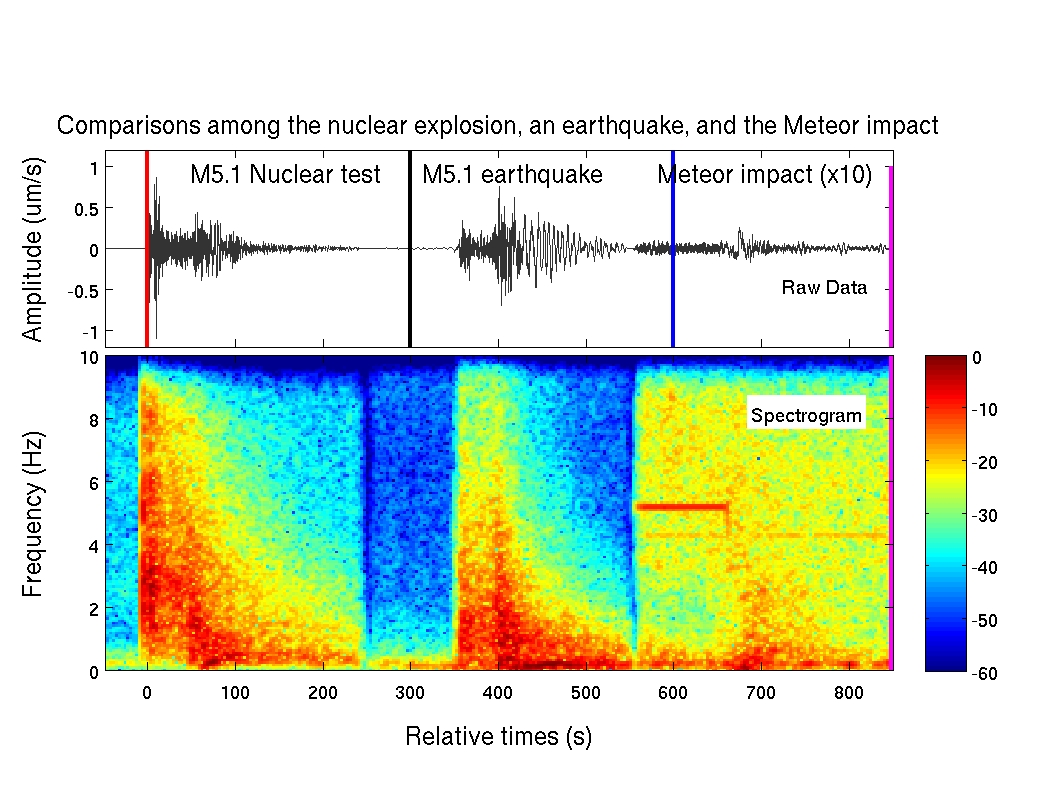 Comparisons among the nuclear explosion, an earthquake, and the Meteor impact
Amplitude (um/s)
1
0.5
0
-0.5
-1
M5.1 Nuclear test
M5.1 earthquake
Meteor impact (x10)
Raw Data
Frequency (Hz)
10
8
6
4
2
0
Spectrogram
0
-10
-20
-30
-40
-50
-60
0 100 200 300 400 500 600 700 800
Relative times (s)